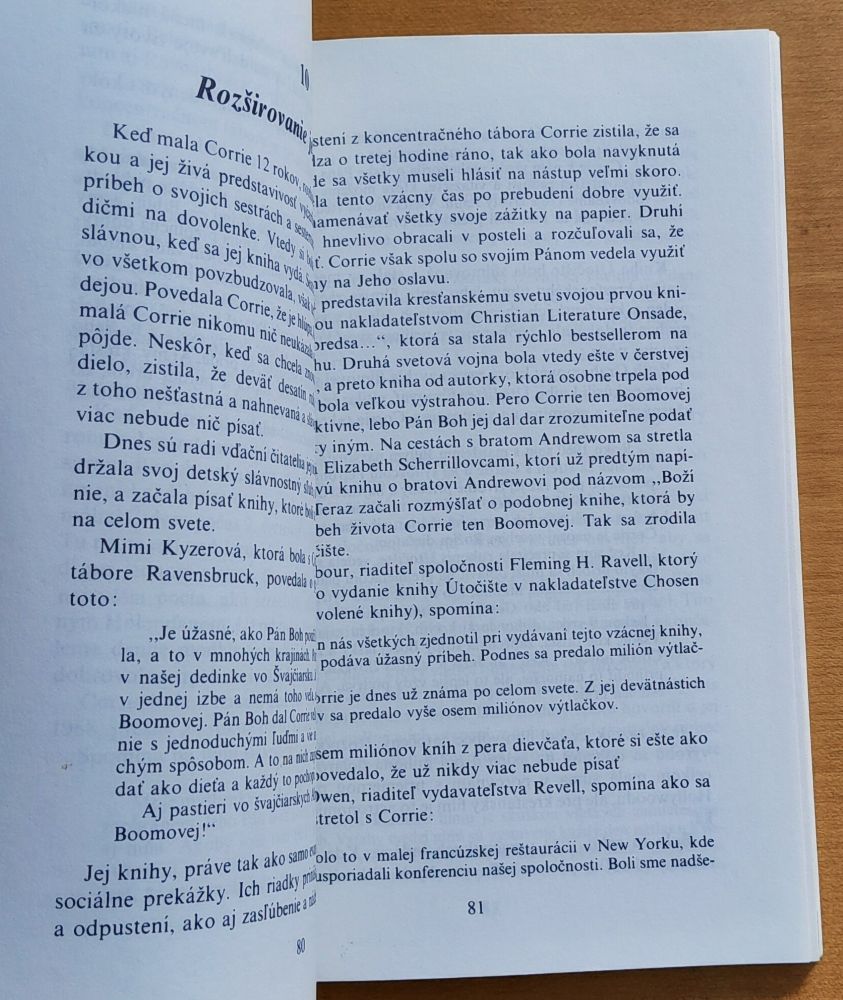 10
Rozširovanie
Keď mala Corrie 12 rokov,
kou a jej živá predstavivosť
príbeh o svojich sestrách a
dičmi na dovolenke. Vtedy si
slávnou, keď sa jej kniha vydá.
vo všetkom povzbudzovala,
dejou. Povedala Corrie, že je
malá Corrie nikomu nič
pôjde. Neskôr, keď sa chcela
dielo, zistila, že deväť desatín
z toho nešťastná a nahnevaná a
viac nebude nič písať.
Dnes sú radi vďační čitatelia
držala svoj detský slávnostný
nie, a začala písať knihy, ktoré
na celom svete.
Mimi Kyzerová, ktorá bola s
tábore Ravensbruck, povedala o
toto:
,,Je úžasné, ako Pán Boh
la, a to v mnohých krajinách.
v našej dedinke vo Švajčiarsku.
v jednej izbe a nemá toho
Boomovej. Pán Boh dal Corrie
nie s jednoduchými ľuďmi a
chým spôsobom. A to na nich
dať ako dieťa a každý to
Aj pastieri vo švajčiarskych
Boomovej!“
Jej knihy, práve tak ako samo
sociálne prekážky. Ich riadky
a odpustení, ako aj zasľúbenie a
80
stení z koncentračného tábora Corrie zistila, že sa
dza o tretej hodine ráno, tak ako bola navyknutá
de sa všetky museli hlásiť na nástup veľmi skoro.
la tento vzácny čas po prebudení dobre využiť.
amenávať všetky svoje zážitky na papier. Druhí
hnevlivo obracali v posteli a rozčuľovali sa, že
ť. Corrie však spolu so svojím Pánom vedela využiť
ny na Jeho oslavu.
predstavila kresťanskému svetu svojou prvou kni-
ou nakladateľstvom Christian Literature Onsade,
predsa…“, ktorá sa stala rýchlo bestsellerom na
hu. Druhá svetová vojna bola vtedy ešte v čerstvej
, a preto kniha od autorky, ktorá osobne trpela pod
bola veľkou výstrahou. Pero Corrie ten Boomovej
ktívne, lebo Pán Boh jej dal dar zrozumiteľne podať
y iným. Na cestách s bratom Andrewom sa stretla
Elizabeth Scherrillovcami, ktorí už predtým napí-
vú knihu o bratovi Andrewovi pod názvom ,,Boží
Teraz začali rozmýšľať o podobnej knihe, ktorá by
beh života Corrie ten Boomovej. Tak sa zrodila
čište.
bour, riaditeľ spoločnosti Fleming H. Ravell, ktorý
o vydanie knihy Útočište v nakladateľstve Chosen
volené knihy), spomína:
n nás všetkých zjednotil pri vydávaní tejto vzácnej knihy,
podáva úžasný príbeh. Podnes sa predalo milión výtlač-
orrie je dnes už známa po celom svete. Z jej devätnástich
v sa predalo vyše osem miliónov výtlačkov.
sem miliónov kníh z pera dievčaťa, ktoré si ešte ako
povedalo, že už nikdy viac nebude písať
Owen, riaditeľ vydavateľstva Revell, spomína ako sa
stretol s Corrie:
olo to v malej francúzskej reštaurácii v New Yorku, kde
usporiadali konferenciu našej spoločnosti. Boli sme nadše-
81